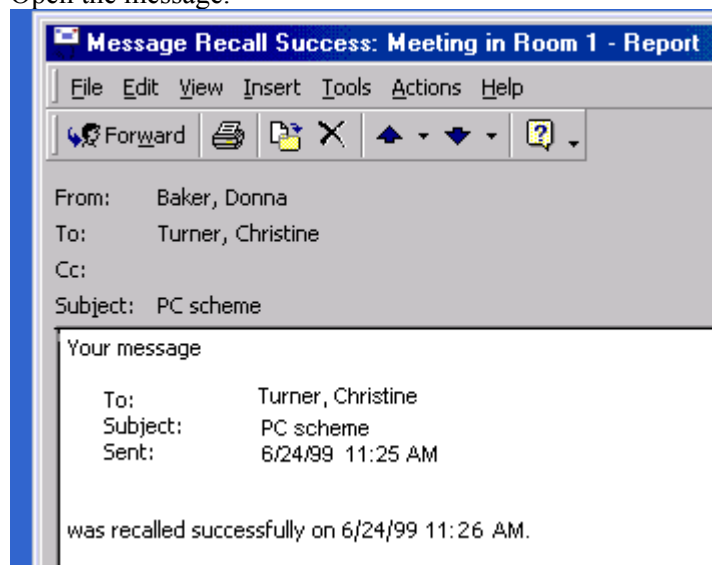 Open the message.
Message Recall Success: Meeting in Room 1 - Report
File Edit View Insert Tools Actions Help
Forward
From: Baker, Donna
To: Turner, Christine
Cc:
Subject: PC scheme
Your message
To: Turner, Christine
Subject: PC scheme
Sent: 6/24/99 11:25 AM
was recalled successfully on 6/24/99 11:26 AM.